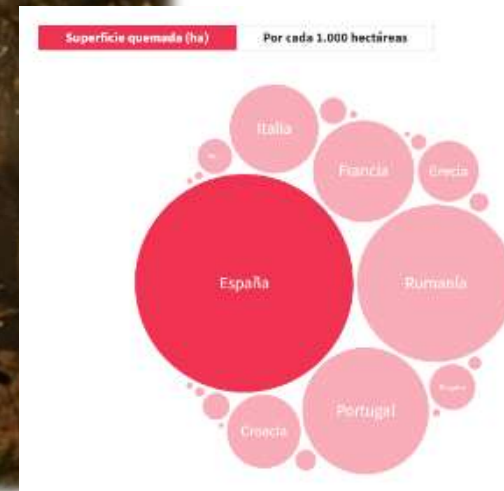 Superficie quemada (ha)
Por cada 1.000 hectáreas
Italia
Francia
Grecia
España
Rumanía
Portugal
Croacia